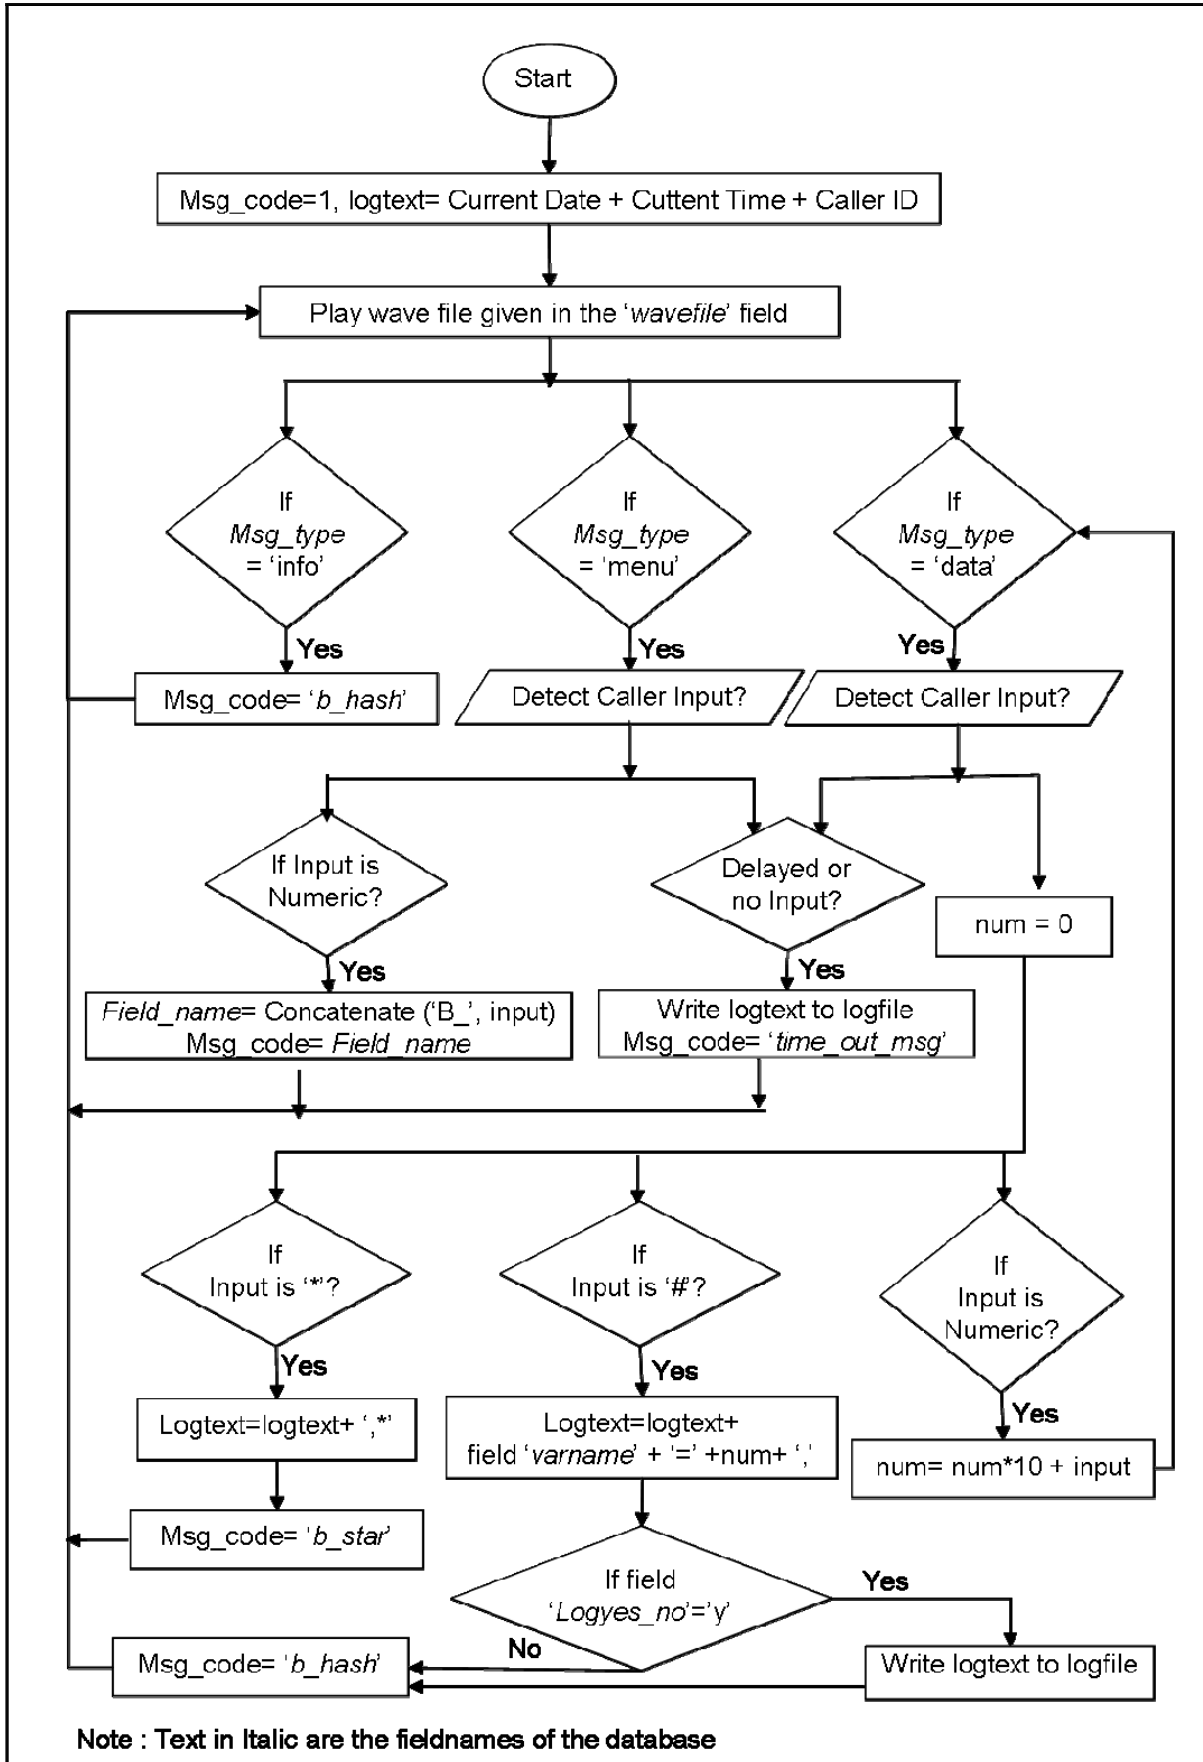 Start
Msg_code=1, logtext= Current Date + Cuttent Time + Caller ID
Play wave file given in the ‘wavefile’ field
If
Msg_type
= ‘info’
If
Msg_type
= ‘menu’
If
Msg_type
= ‘data’
Yes
Yes
Yes
Msg_code= ‘b_hash’
Detect Caller Input?
Detect Caller Input?
If Input is
Numeric?
Delayed or
no Input?
num = 0
Yes
Yes
Field_name= Concatenate (‘B_’, input)
Msg_code= Field_name
Write logtext to logfile
Msg_code= ‘time_out_msg’
If
Input is ‘*’?
If
Input is ‘#’?
If
Input is
Numeric?
Yes
Yes
Yes
Logtext=logtext+ ‘,*’
Logtext=logtext+
field ‘varname’ + ‘=’ +num+ ‘,’
num= num*10 + input
Msg_code= ‘b_star’
If field
‘Logyes_no’=’y’
Yes
No
Msg_code= ‘b_hash’
Write logtext to logfile
Note : Text in Italic are the fieldnames of the database